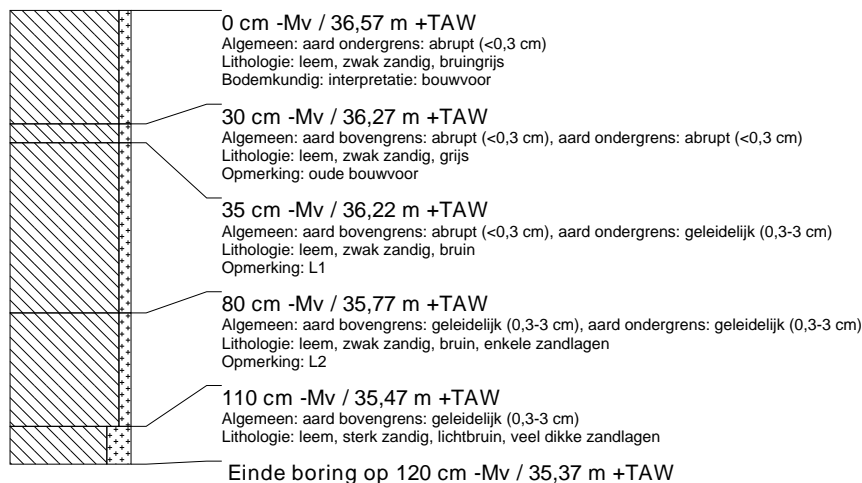 0 cm -Mv / 36,57 m +TAW
Algemeen: aard ondergrens: abrupt (<0,3 cm)
Lithologie: leem, zwak zandig, bruingrijs
Bodemkundig: interpretatie: bouwvoor
30 cm -Mv / 36,27 m +TAW
Algemeen: aard bovengrens: abrupt (<0,3 cm), aard ondergrens: abrupt (<0,3 cm)
Lithologie: leem, zwak zandig, grijs
Opmerking: oude bouwvoor
35 cm -Mv / 36,22 m +TAW
Algemeen: aard bovengrens: abrupt (<0,3 cm), aard ondergrens: geleidelijk (0,3-3 cm)
Lithologie: leem, zwak zandig, bruin
Opmerking: L1
80 cm -Mv / 35,77 m +TAW
Algemeen: aard bovengrens: geleidelijk (0,3-3 cm), aard ondergrens: geleidelijk (0,3-3 cm)
Lithologie: leem, zwak zandig, bruin, enkele zandlagen
Opmerking: L2
110 cm -Mv / 35,47 m +TAW
Algemeen: aard bovengrens: geleidelijk (0,3-3 cm)
Lithologie: leem, sterk zandig, lichtbruin, veel dikke zandlagen
Einde boring op 120 cm -Mv / 35,37 m +TAW